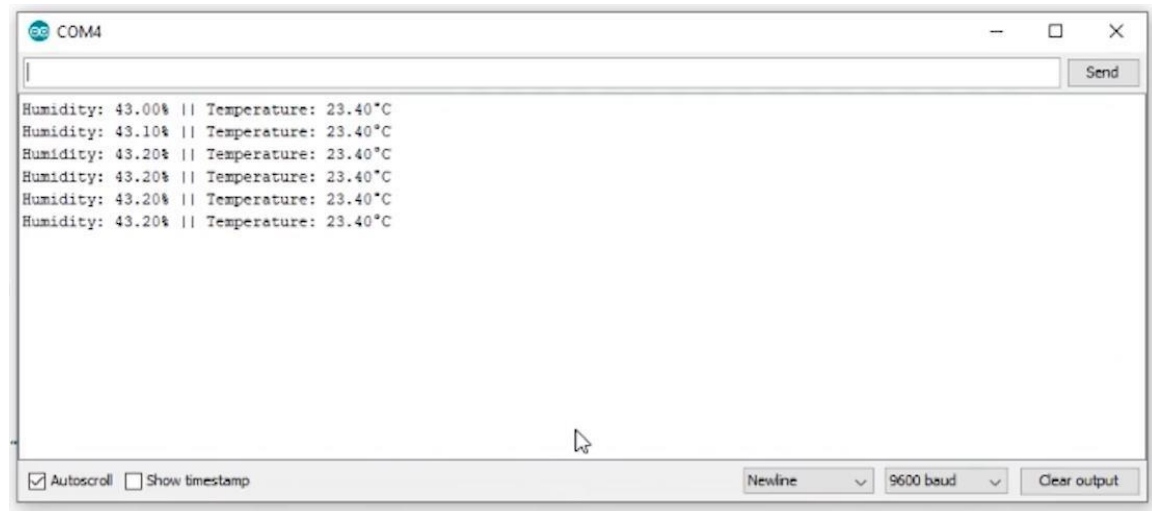 COM4
Send
Humidity: 43.00% || Temperature: 23.40°C
Humidity: 43.10% || Temperature: 23.40°C
Humidity: 43.20% || Temperature: 23.40°C
Humidity: 43.20% || Temperature: 23.40°C
Humidity: 43.20% || Temperature: 23.40°C
Humidity: 43.20% || Temperature: 23.40°C
Autoscroll Show timestamp Newline 9600 baud Clear output